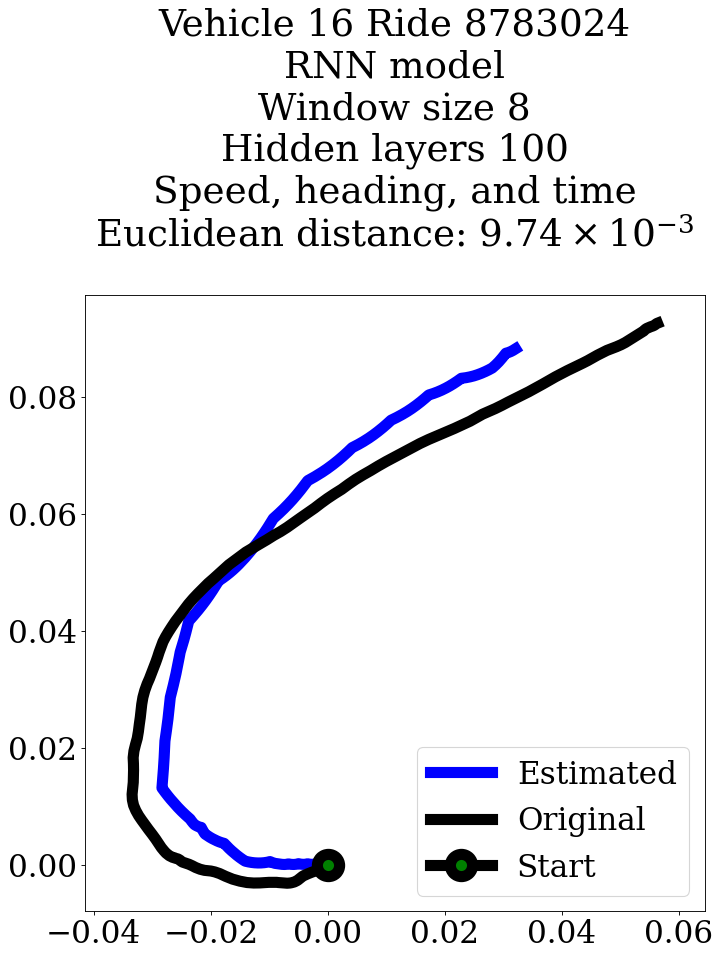 Vehicle 16 Ride 8783024
RNN model
Window size 8
Hidden layers 100
Speed, heading, and time
Euclidean distance: 9.74 × 10⁻³
0.08
0.06
0.04
0.02
0.00
Estimated
Original
Start
−0.04 −0.02 0.00 0.02 0.04 0.06